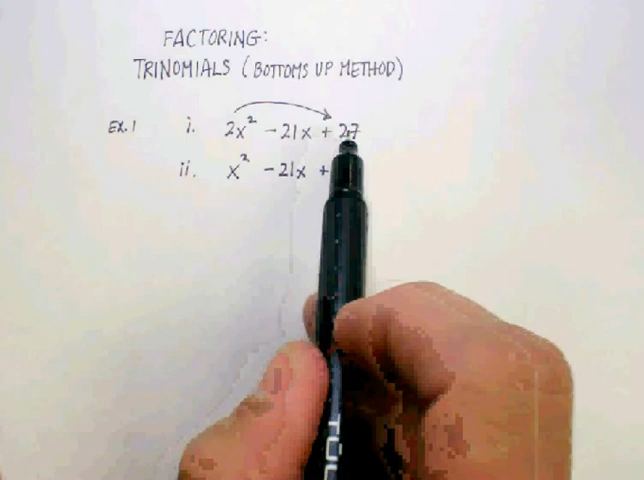 FACTORING:
TRINOMIALS (BOTTOMS UP METHOD)
EX. 1 i. 2x² - 21x + 27
ii. x² - 21x +